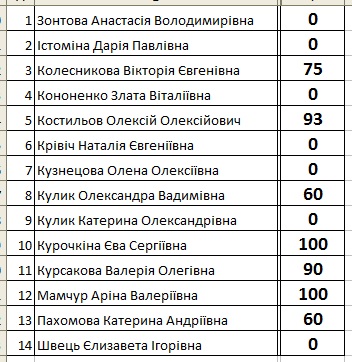 1 Зонтова Анастасія Володимирівна 0
2 Істоміна Дарія Павлівна 0
3 Колесникова Вікторія Євгенівна 75
4 Кононенко Злата Віталіївна 0
5 Костильов Олексій Олексійович 93
6 Крівіч Наталія Євгеніївна 0
7 Кузнецова Олена Олексіївна 0
8 Кулик Олександра Вадимівна 60
9 Кулик Катерина Олександрівна 0
10 Курочкіна Єва Сергіївна 100
11 Курсакова Валерія Олегівна 90
12 Мамчур Аріна Валеріївна 100
13 Пахомова Катерина Андріївна 60
14 Швець Єлизавета Ігорівна 0